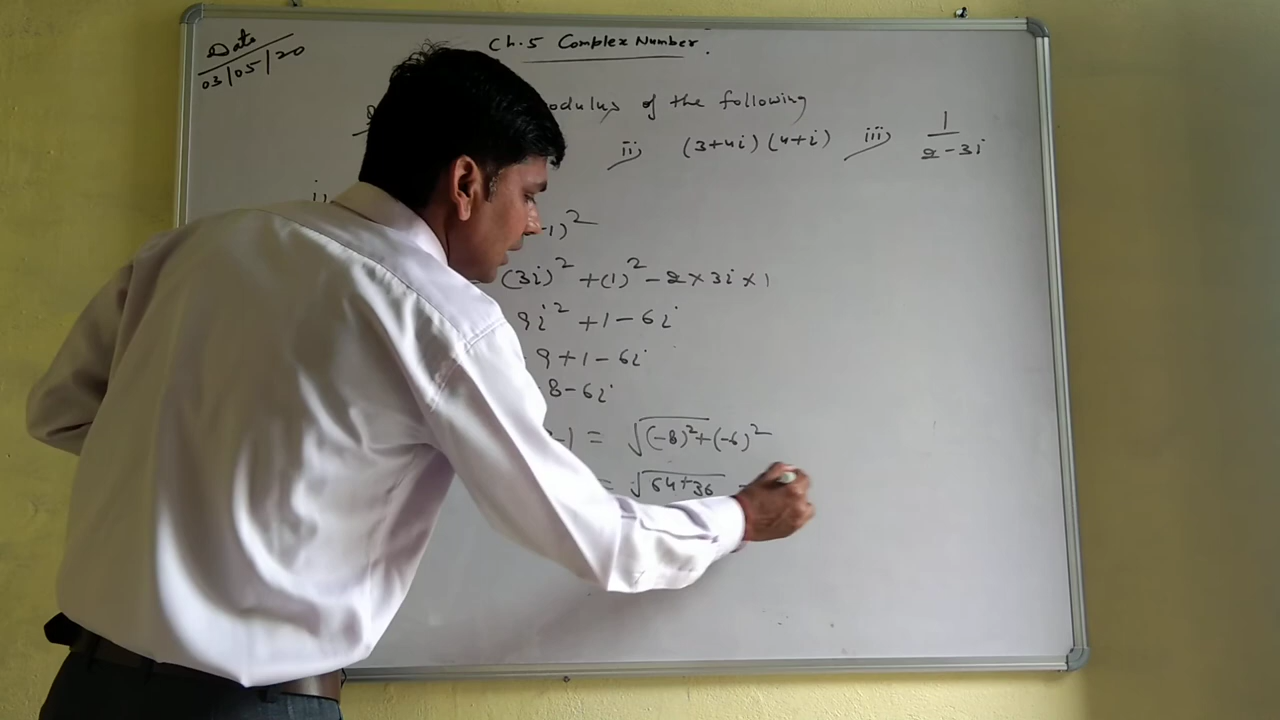 Date
03/05/20
Ch.5 Complex Number.
of the following
ii) (3+4i)(4+i) iii) 1/2-3i
i)
-1)²
(3i)²+(1)²-2×3i×1
9i²+1-6i
9+1-6i
8-6i
-1 = √(-8)²+(-6)²
= √64+36